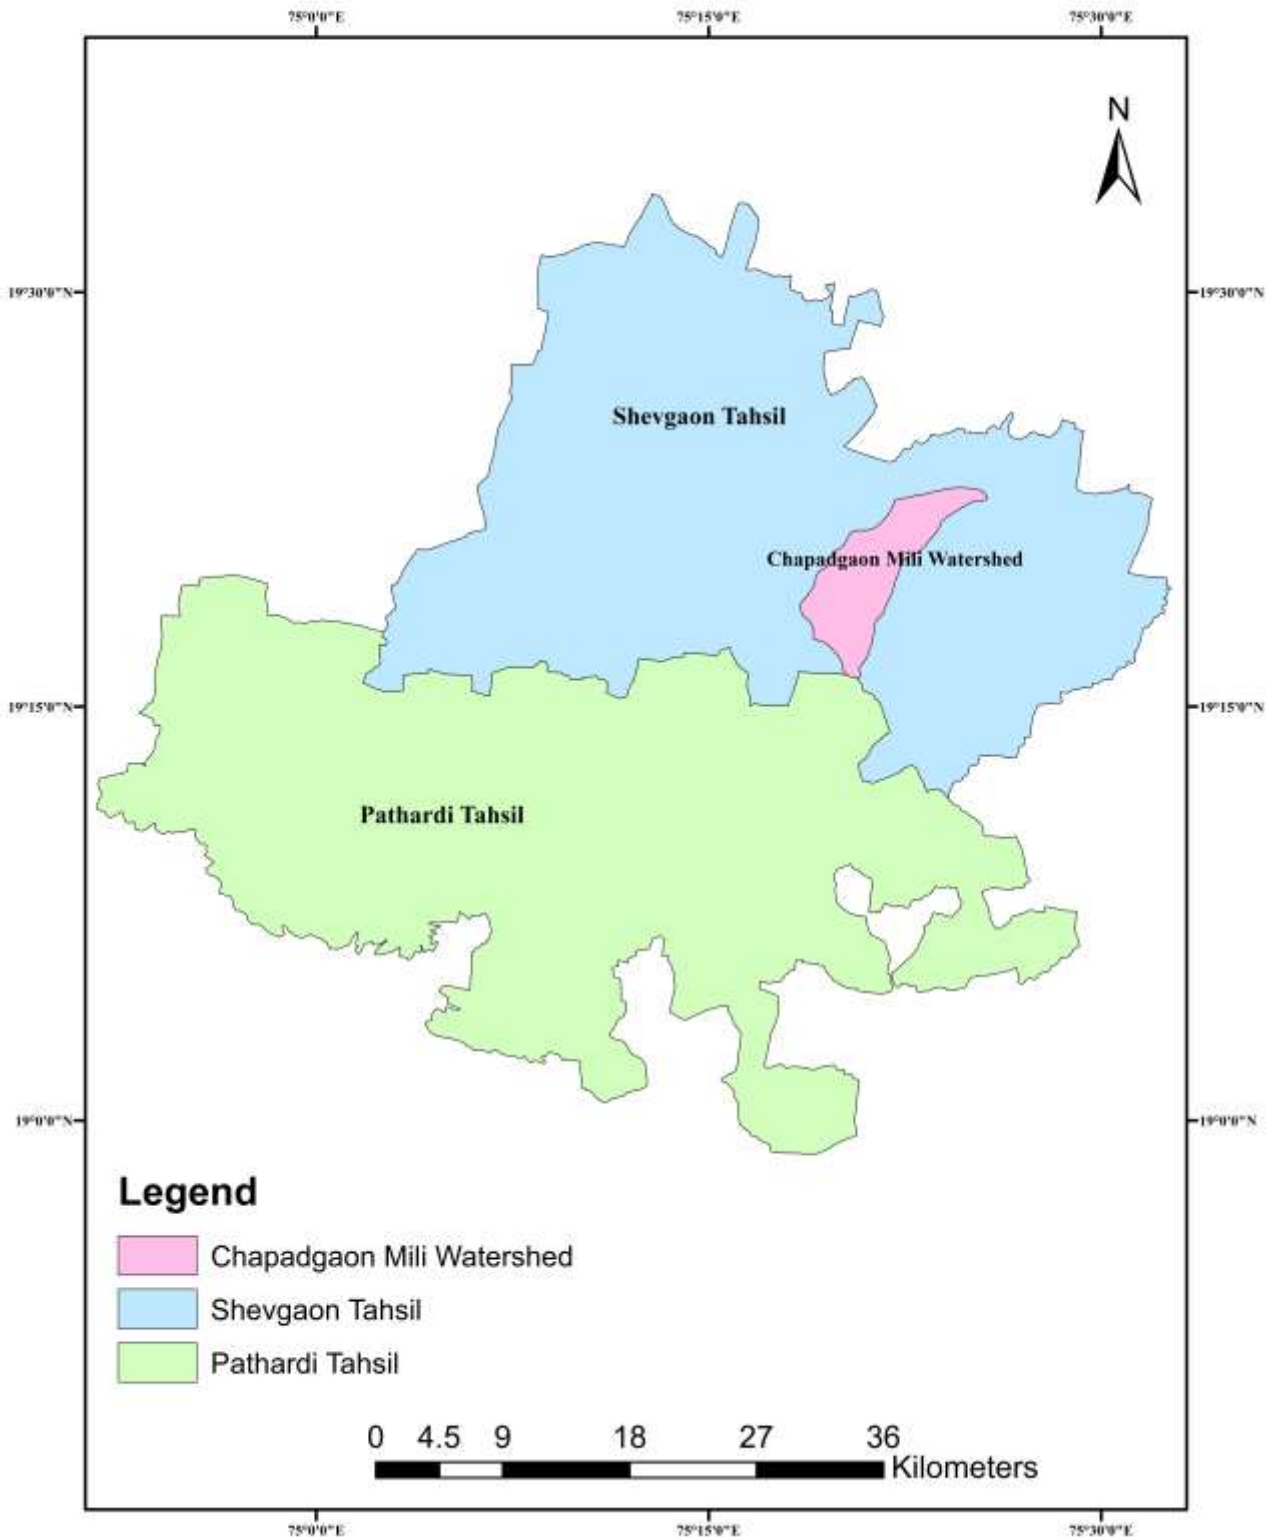 75°0'0"E 75°15'0"E 75°30'0"E
N
19°30'0"N 19°30'0"N
Shevgaon Tahsil
Chapadgaon Mili Watershed
19°15'0"N 19°15'0"N
Pathardi Tahsil
19°0'0"N 19°0'0"N
Legend
Chapadgaon Mili Watershed
Shevgaon Tahsil
Pathardi Tahsil
0 4.5 9 18 27 36
Kilometers
75°0'0"E 75°15'0"E 75°30'0"E